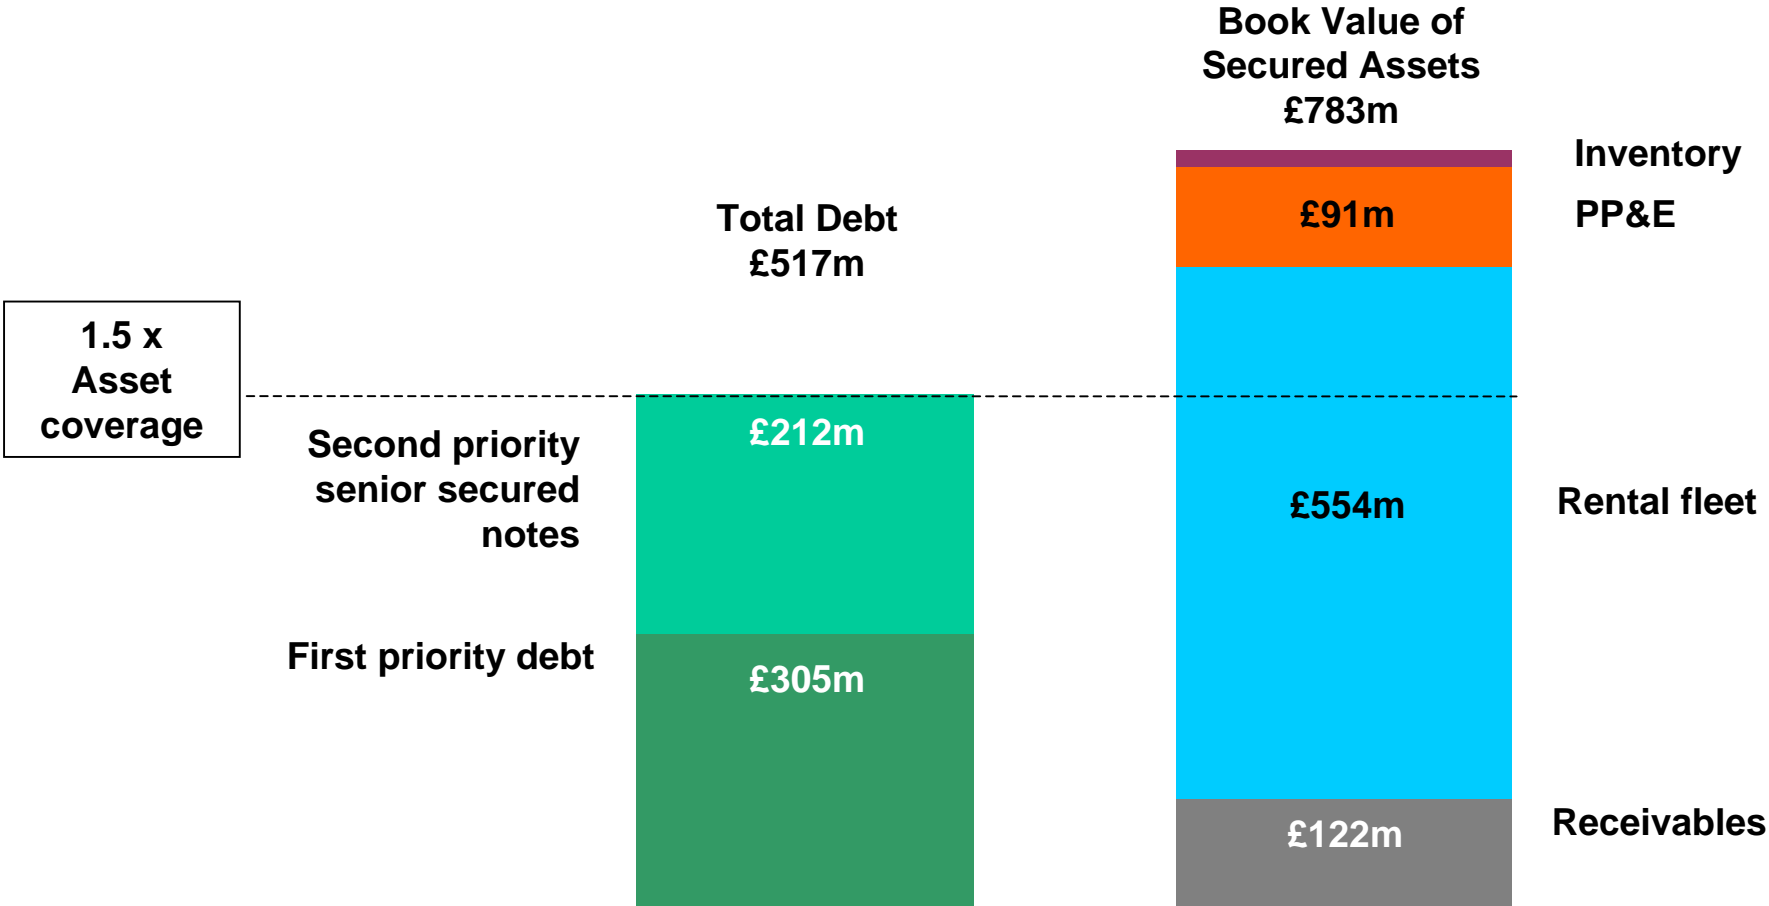 Book Value of
Secured Assets
£783m
Inventory
£91m
PP&E
Total Debt
£517m
1.5 x
Asset
coverage
£212m
Second priority
senior secured
notes
£554m
Rental fleet
First priority debt
£305m
£122m
Receivables